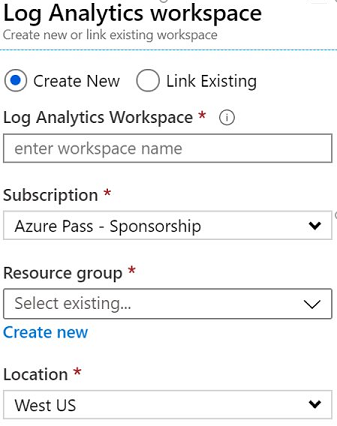 Log Analytics workspace
Create new or link existing workspace
Create New Link Existing
Log Analytics Workspace * i
enter workspace name
Subscription *
Azure Pass - Sponsorship
Resource group *
Select existing...
Create new
Location *
West US